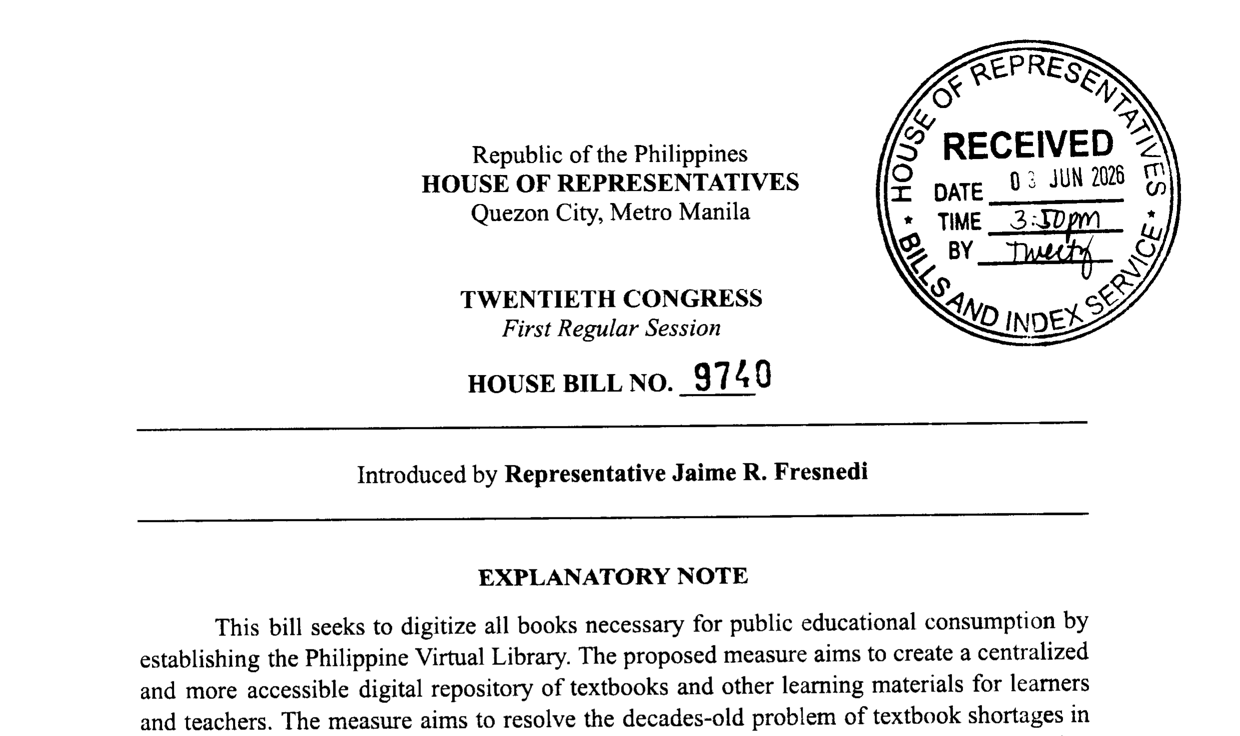 Republic of the Philippines
HOUSE OF REPRESENTATIVES
Quezon City, Metro Manila
HOUSE OF REPRESENTATIVES
RECEIVED
DATE 03 JUN 2026
TIME 3:50pm
BY Tweety
BILLS AND INDEX SERVICE
TWENTIETH CONGRESS
First Regular Session
HOUSE BILL NO. 9740
Introduced by Representative Jaime R. Fresnedi
EXPLANATORY NOTE
This bill seeks to digitize all books necessary for public educational consumption by
establishing the Philippine Virtual Library. The proposed measure aims to create a centralized
and more accessible digital repository of textbooks and other learning materials for learners
and teachers. The measure aims to resolve the decades-old problem of textbook shortages in